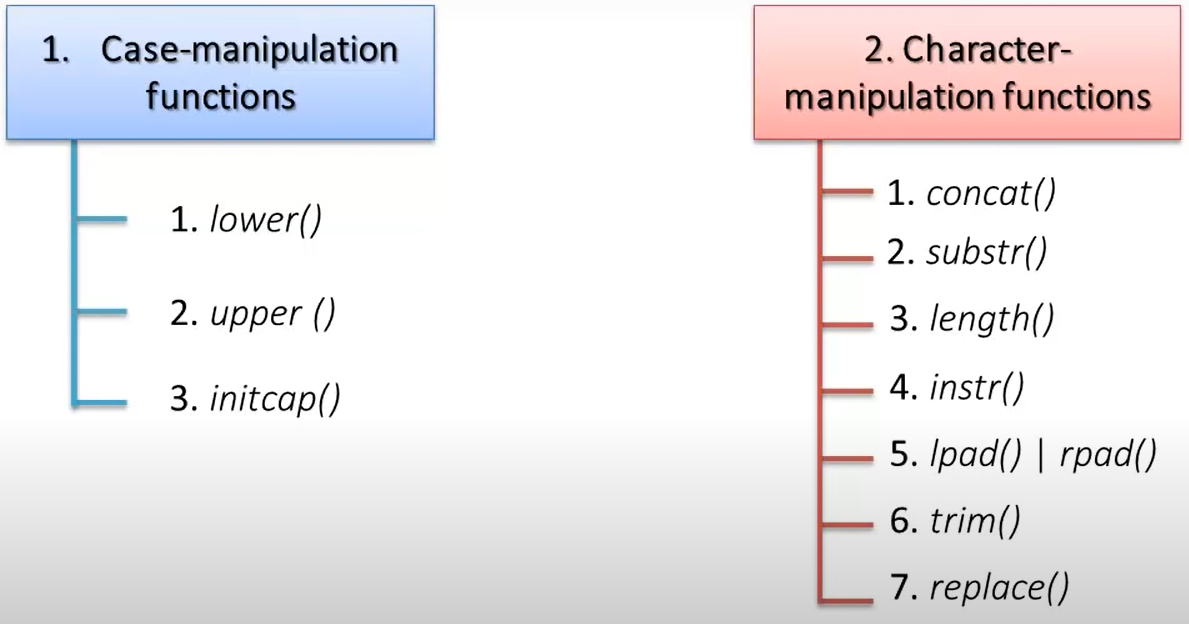 1. Case-manipulation
functions
1. lower()
2. upper ()
3. initcap()
2. Character-
manipulation functions
1. concat()
2. substr()
3. length()
4. instr()
5. lpad() | rpad()
6. trim()
7. replace()